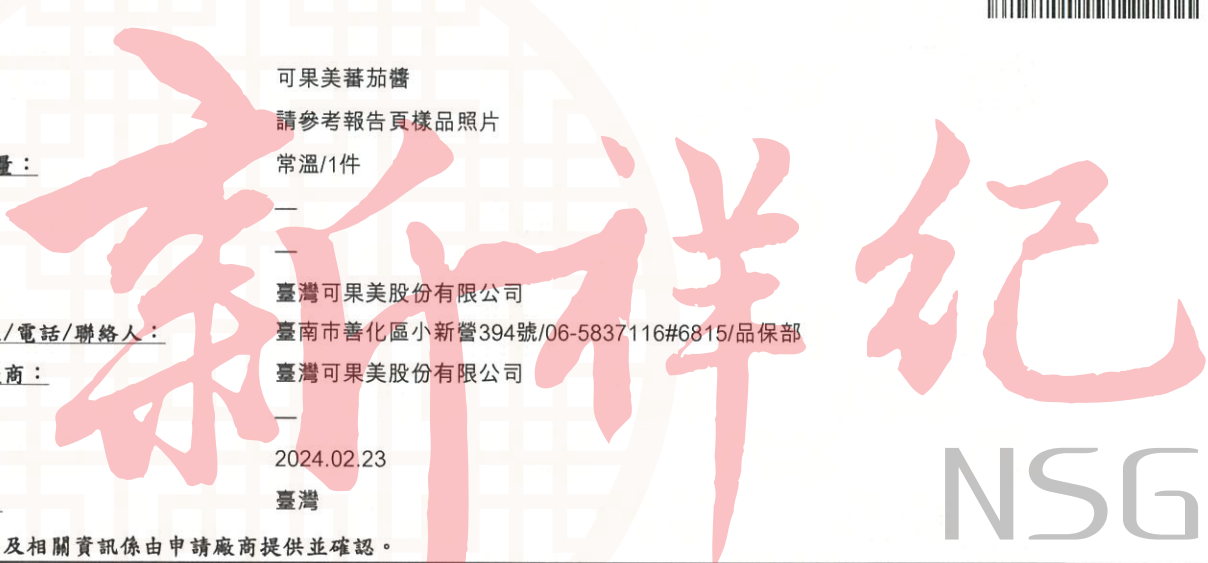 可果美蕃茄醬
請參考報告頁樣品照片
量： 常溫/1件
—
—
臺灣可果美股份有限公司
/電話/聯絡人： 臺南市善化區小新營394號/06-5837116#6815/品保部
商： 臺灣可果美股份有限公司
—
2024.02.23
臺灣
及相關資訊係由申請廠商提供並確認。
新祥纪
NSG